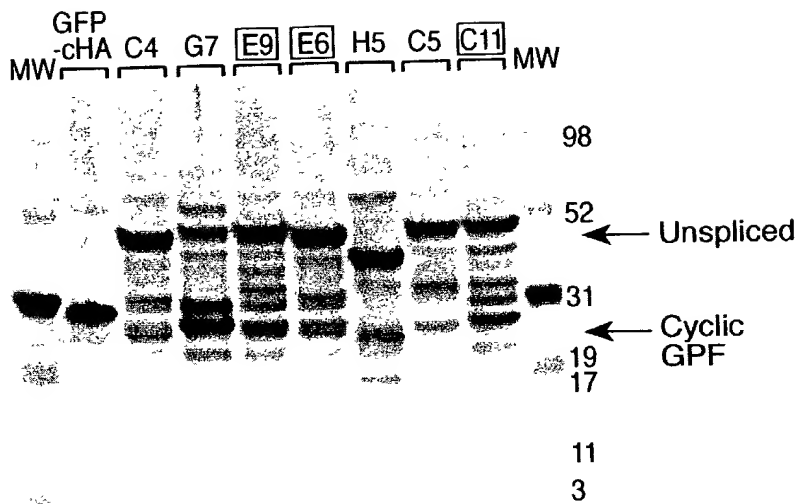 GFP
-cHA
MW
C4
G7
E9
E6
H5
C5
C11
MW
98
52
Unspliced
31
Cyclic
GPF
19
17
11
3